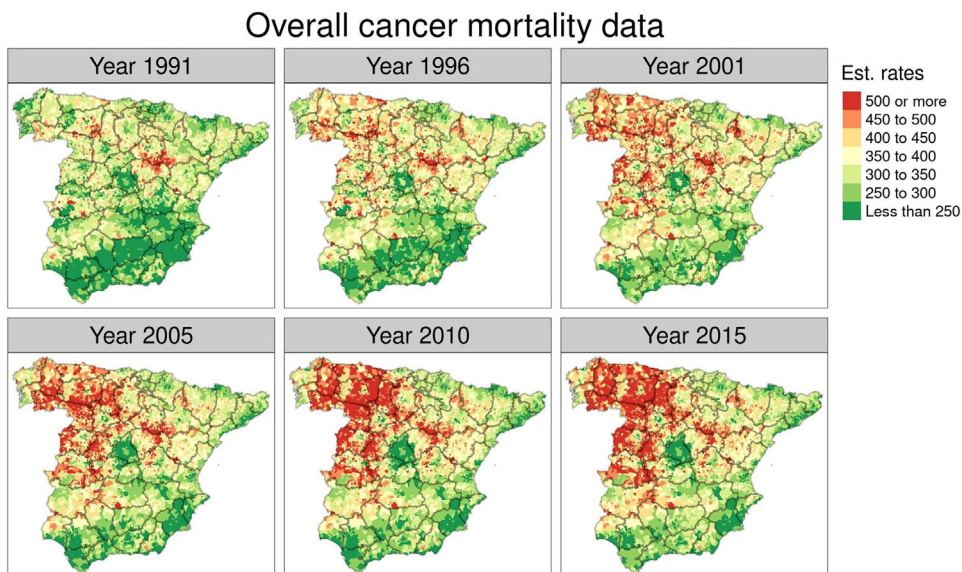 Overall cancer mortality data
Year 1991
Year 1996
Year 2001
Est. rates
500 or more
450 to 500
400 to 450
350 to 400
300 to 350
250 to 300
Less than 250
Year 2005
Year 2010
Year 2015